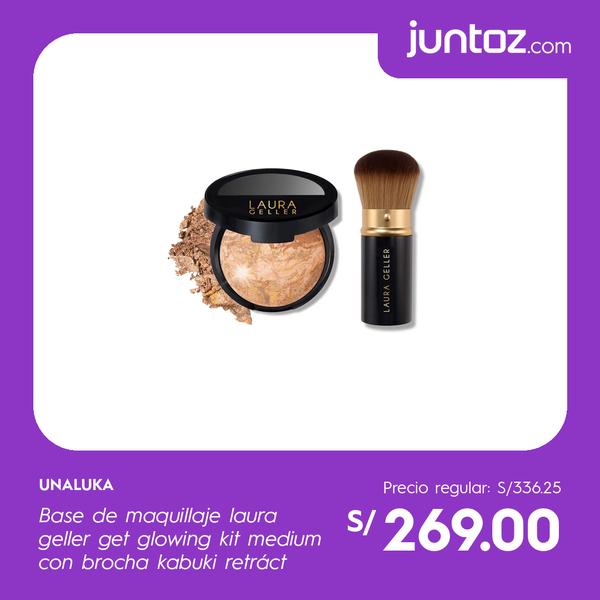 juntoz.com
LAURA
GELLER
LAURA GELLER
UNALUKA
Base de maquillaje laura
geller get glowing kit medium
con brocha kabuki retráct
Precio regular: S/336.25
S/ 269.00